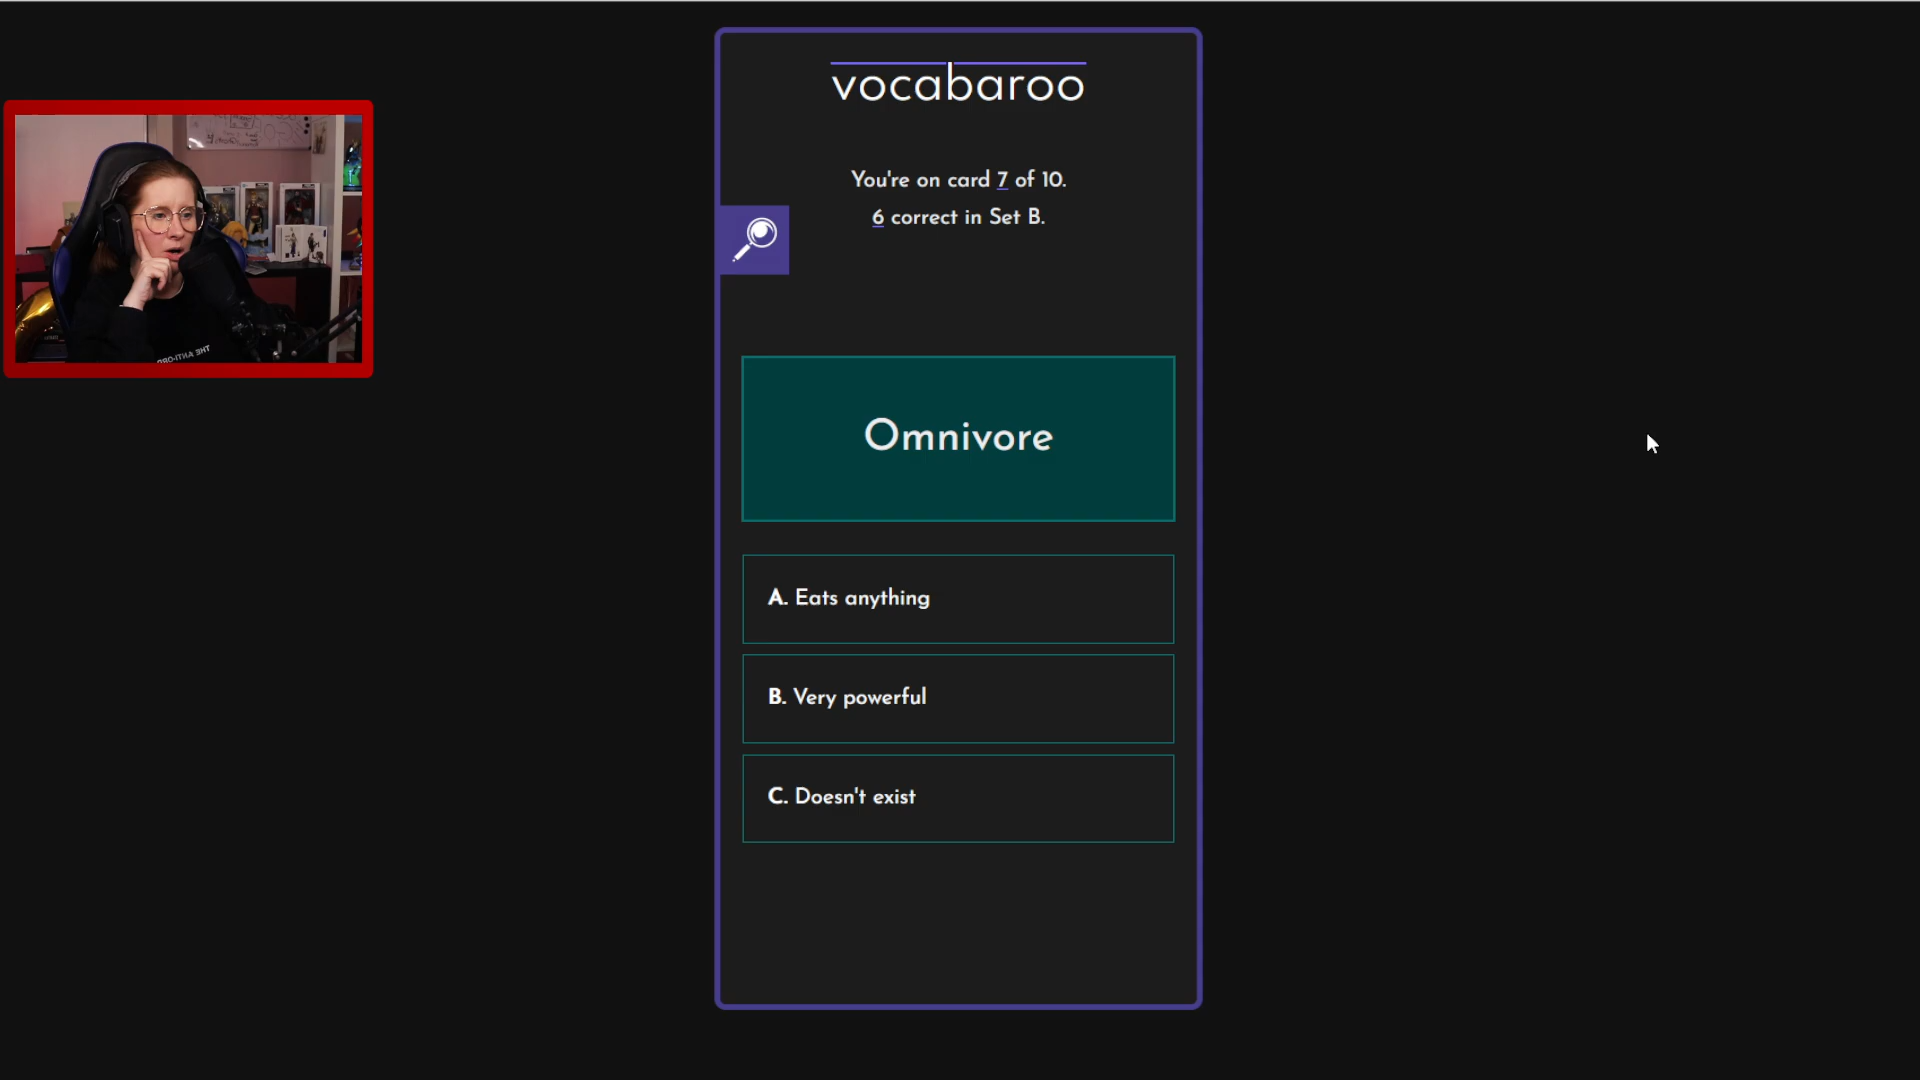 vocabaroo
You're on card 7 of 10.
6 correct in Set B.
Omnivore
A. Eats anything
B. Very powerful
C. Doesn't exist